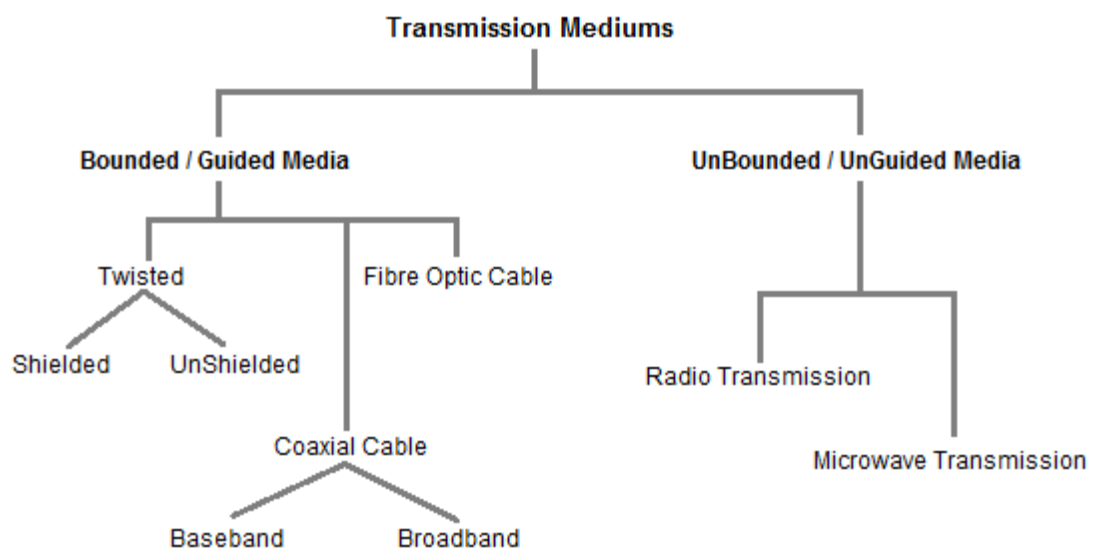 Transmission Mediums
Bounded / Guided Media
UnBounded / UnGuided Media
Twisted
Fibre Optic Cable
Shielded
UnShielded
Radio Transmission
Coaxial Cable
Microwave Transmission
Baseband
Broadband